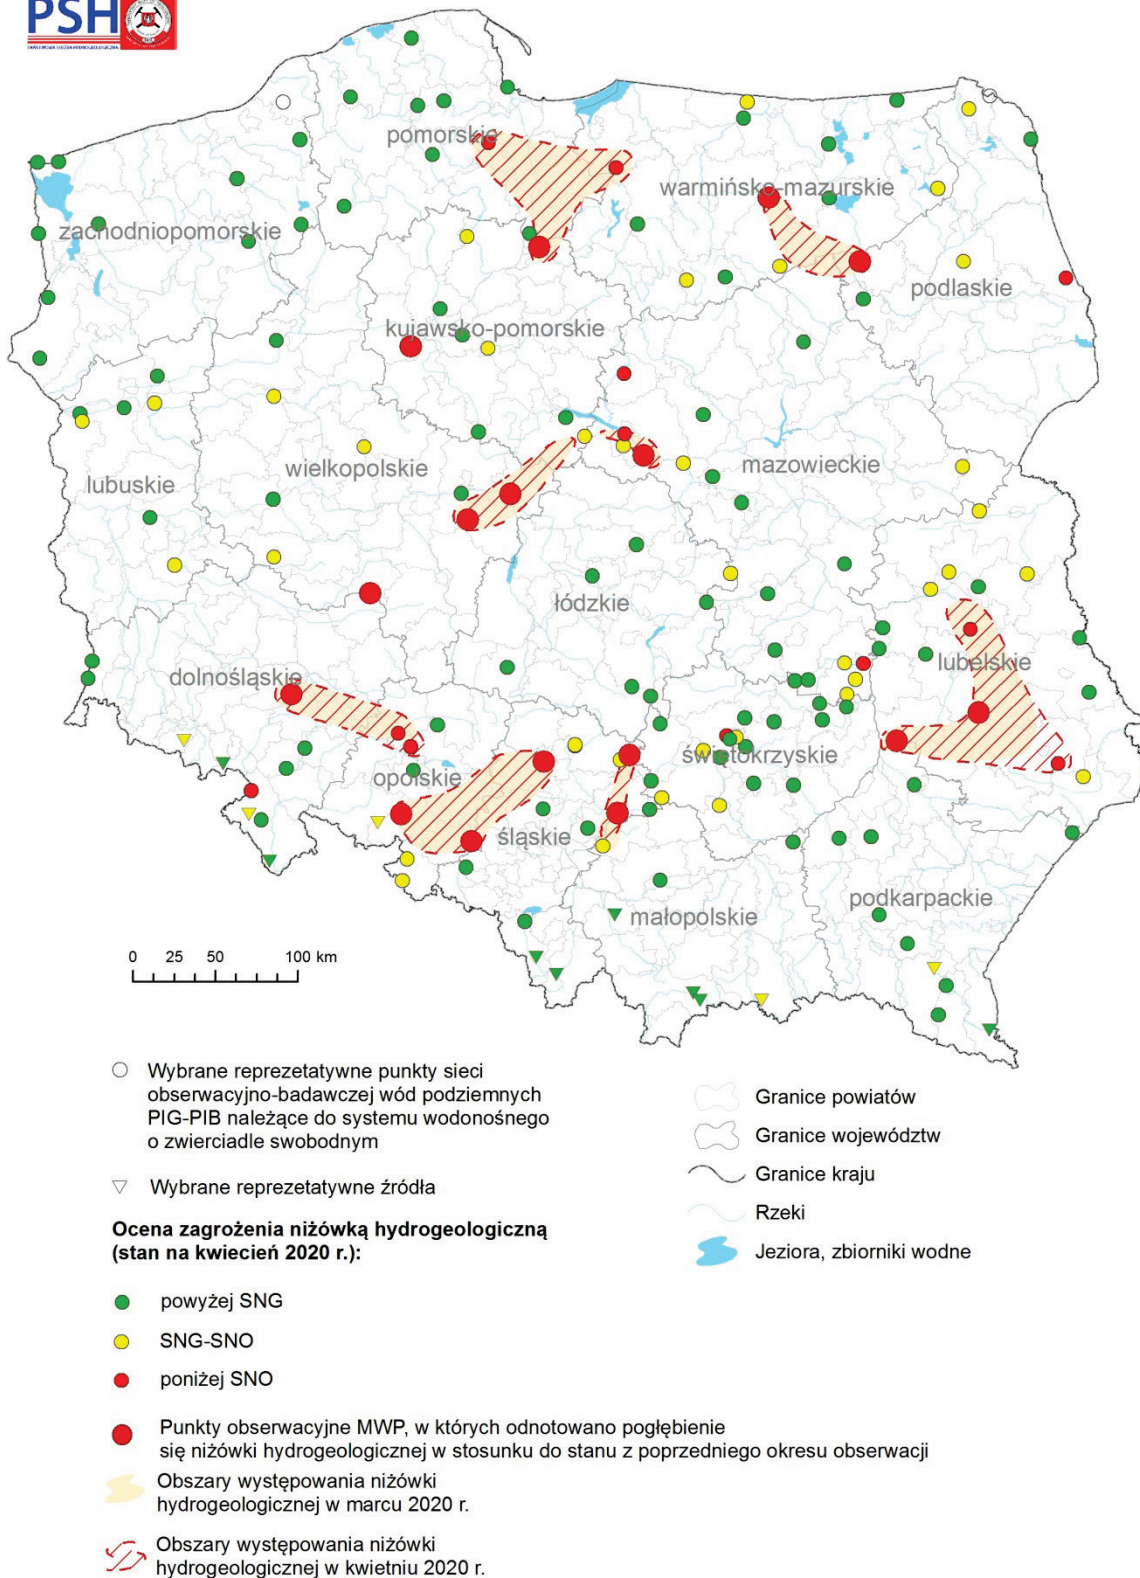 PSH
PAŃSTWOWA SŁUŻBA HYDROGEOLOGICZNA
pomorskie
warmińsko-mazurskie
zachodniopomorskie
podlaskie
kujawsko-pomorskie
wielkopolskie
mazowieckie
lubuskie
łódzkie
lubelskie
dolnośląskie
świętokrzyskie
opolskie
śląskie
podkarpackie
małopolskie
0 25 50 100 km
Wybrane reprezetatywne punkty sieci
obserwacyjno-badawczej wód podziemnych
PIG-PIB należące do systemu wodonośnego
o zwierciadle swobodnym
Wybrane reprezetatywne źródła
Ocena zagrożenia niżówką hydrogeologiczną
(stan na kwiecień 2020 r.):
powyżej SNG
SNG-SNO
poniżej SNO
Punkty obserwacyjne MWP, w których odnotowano pogłębienie
się niżówki hydrogeologicznej w stosunku do stanu z poprzedniego okresu obserwacji
Obszary występowania niżówki
hydrogeologicznej w marcu 2020 r.
Obszary występowania niżówki
hydrogeologicznej w kwietniu 2020 r.
Granice powiatów
Granice województw
Granice kraju
Rzeki
Jeziora, zbiorniki wodne